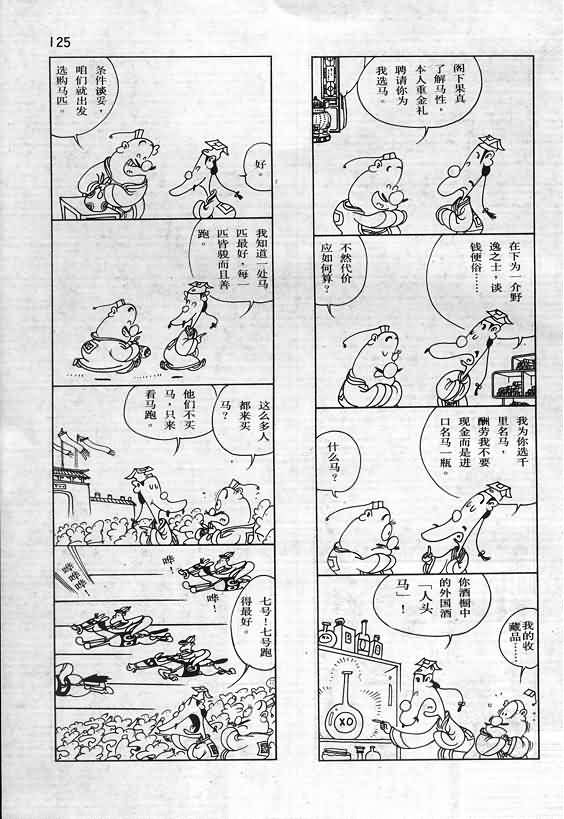 125
阁下果真
了解马性，
本人重金礼
聘请你为
我选马。
在下为一介野
逸之士，谈
钱便俗……
不然代价
应如何算？
我为你选千
里名马，
酬劳我不要
现金而是进
口名马一瓶。
什么马？
你酒橱中
的外国酒
「人头
马」！
我的收
藏品……
XO
条件谈妥，
咱们就出发
选购马匹。
好。
我知道一处马
匹最好，每一
匹皆骏而且善
跑。
这么多人
都来买
马？
他们不买
马，只来
看马跑。
哗！
哗！
七号！七号跑
得最好。